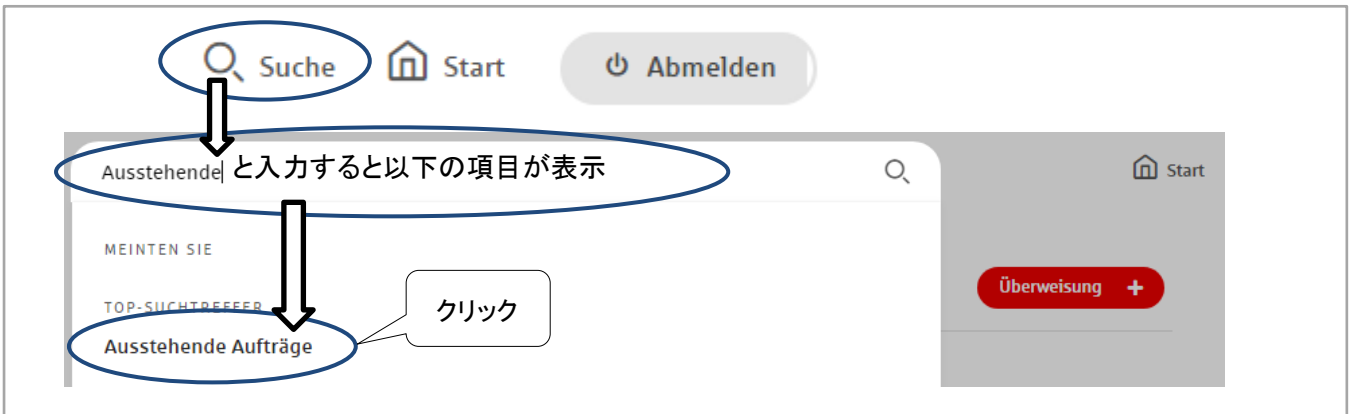 Suche Start Abmelden
Ausstehende と入力すると以下の項目が表示 Start
MEINTEN SIE
Überweisung +
TOP-SUCHTREFFER
クリック
Ausstehende Aufträge